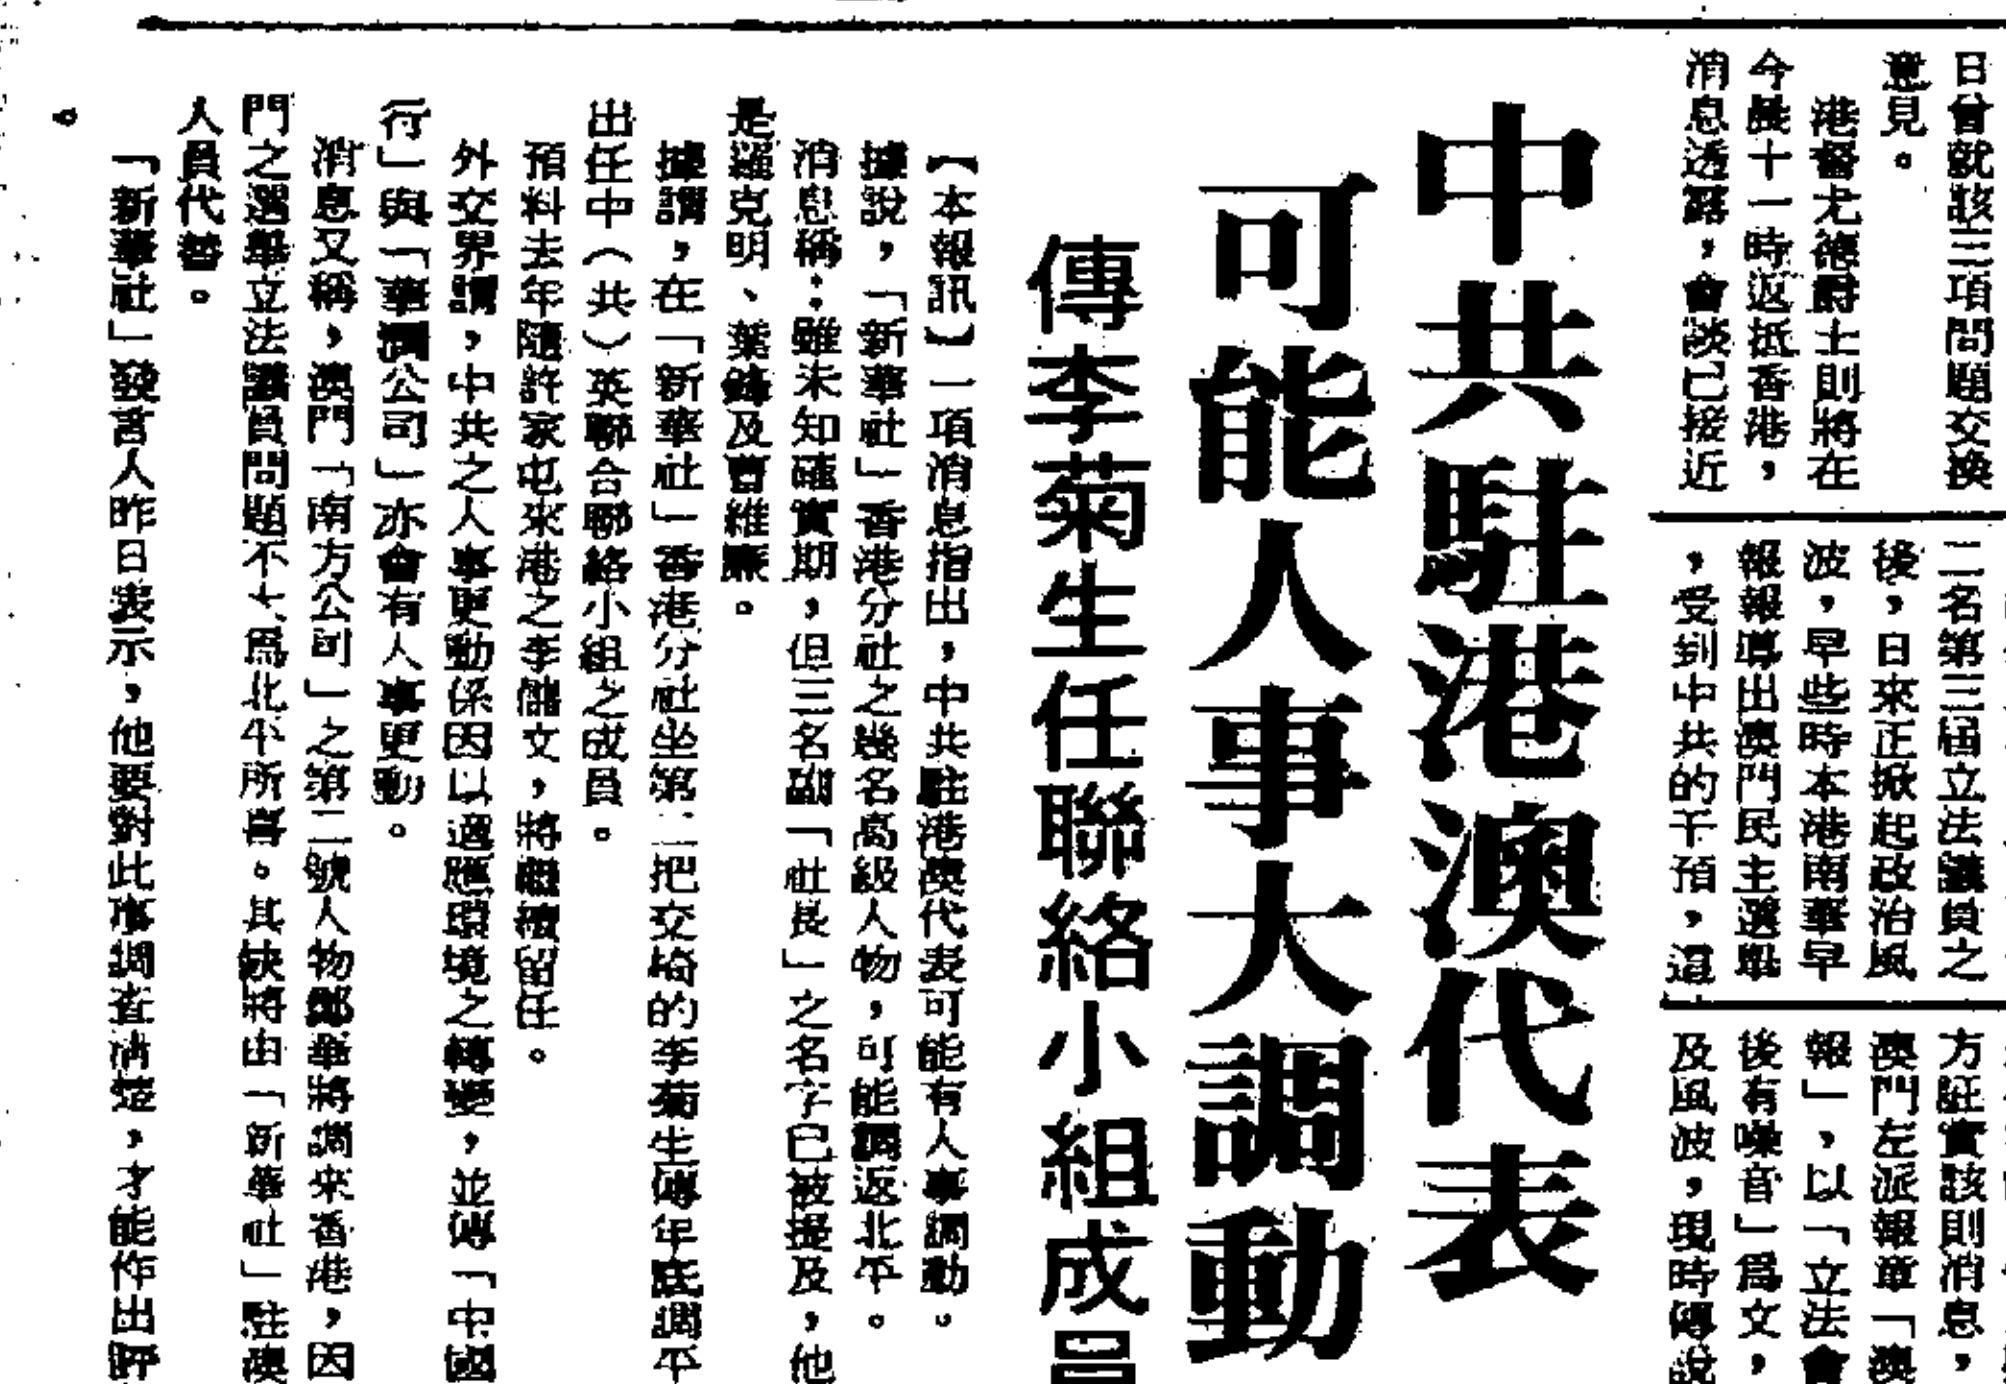 日曾就該三項問題交換
意見。
港督尤德爵士則將在
今晨十一時返抵香港，
消息透露，會談已接近
二名第三屆立法議員之
後，日來正掀起政治風
波，早些時本港南華早
報報導出澳門民主選舉
，受到中共的干預，這
方証實該則消息，
澳門左派報章「澳
報」，以「立法會
後有噪音」為文，
及風波，現時傳說
中共駐港澳代表
可能人事大調動
傳李菊生任聯絡小組成員
【本報訊】一項消息指出，中共駐港澳代表可能有人事調動。
據說，「新華社」香港分社之幾名高級人物，可能調返北平。
消息稱：雖未知確實期，但三名副「社長」之名字已被提及，他
是羅克明、葉鋒及曹維廉。
據謂，在「新華社」香港分社坐第二把交椅的李菊生傳年底調平
出任中（共）英聯合聯絡小組之成員。
預料去年隨許家屯來港之李儲文，將繼續留任。
外交界謂，中共之人事更動係因以適應環境之轉變，並傳「中國
行」與「華潤公司」亦會有人事更動。
消息又稱，澳門「南方公司」之第二號人物鄭華將調來香港，因
門之選舉立法議員問題不大爲北平所喜。其缺將由「新華社」駐澳
人員代替。
「新華社」發言人昨日表示，他要對此事調查清楚，才能作出評
。